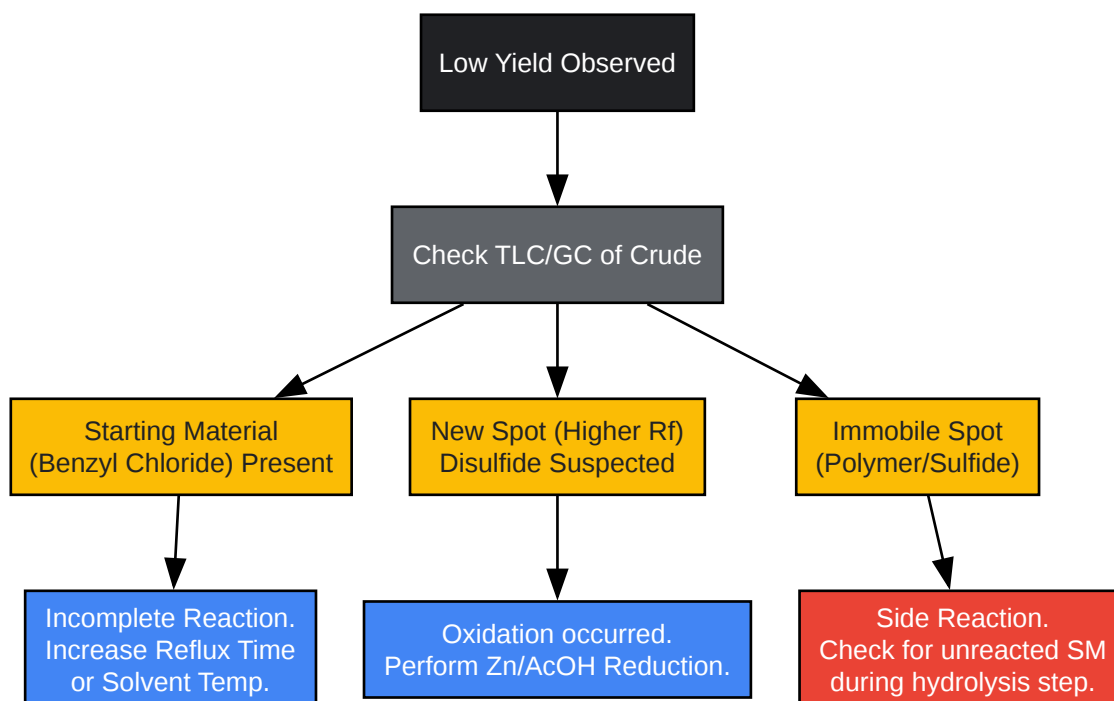 Low Yield Observed
Check TLC/GC of Crude
Starting Material
(Benzyl Chloride) Present
New Spot (Higher Rf)
Disulfide Suspected
Immobile Spot
(Polymer/Sulfide)
Incomplete Reaction.
Increase Reflux Time
or Solvent Temp.
Oxidation occurred.
Perform Zn/AcOH Reduction.
Side Reaction.
Check for unreacted SM
during hydrolysis step.